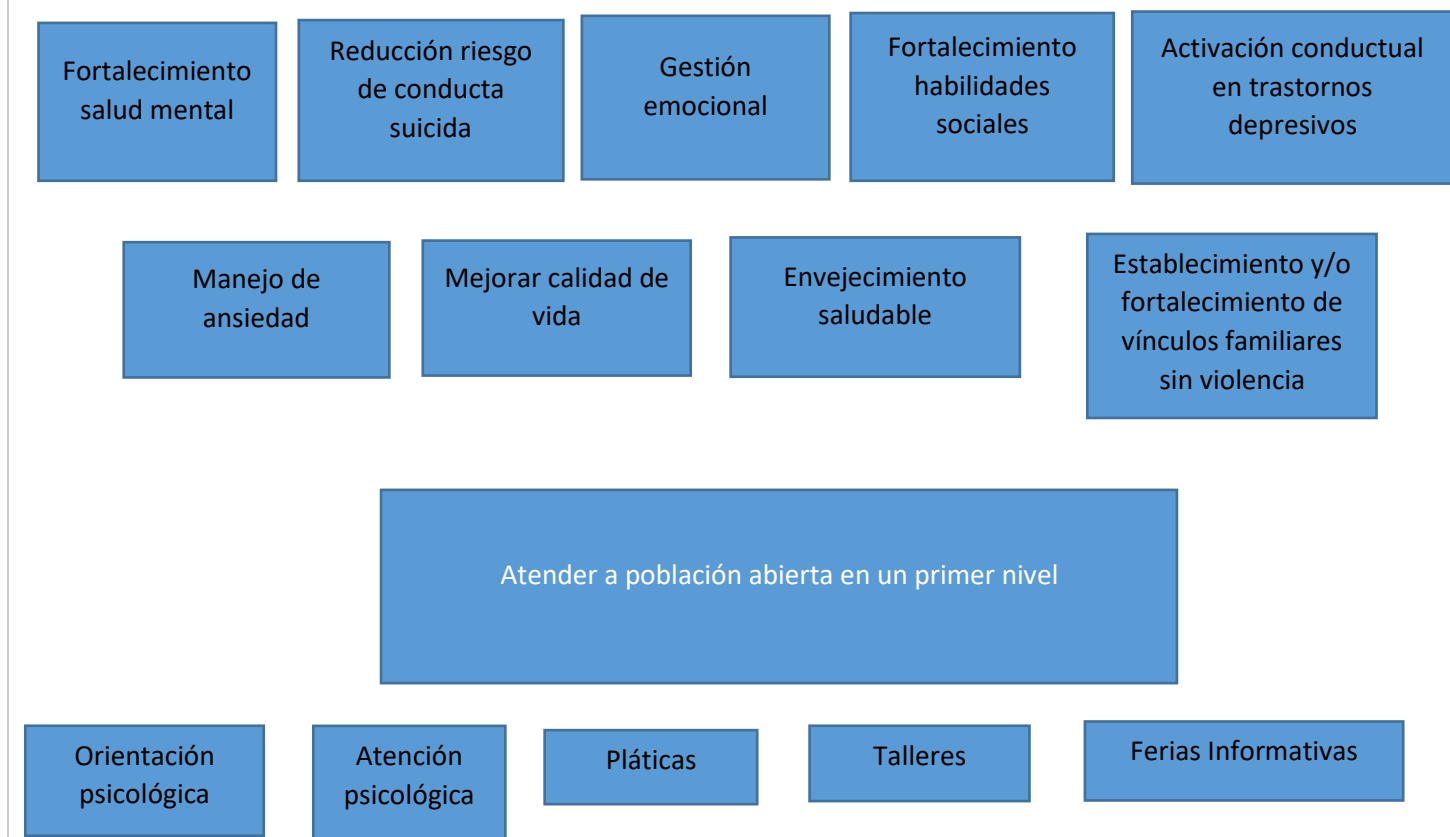 Fortalecimiento
salud mental
Reducción riesgo
de conducta
suicida
Gestión
emocional
Fortalecimiento
habilidades
sociales
Activación conductual
en trastornos
depresivos
Manejo de
ansiedad
Mejorar calidad de
vida
Envejecimiento
saludable
Establecimiento y/o
fortalecimiento de
vínculos familiares
sin violencia
Atender a población abierta en un primer nivel
Orientación
psicológica
Atención
psicológica
Pláticas
Talleres
Ferias Informativas